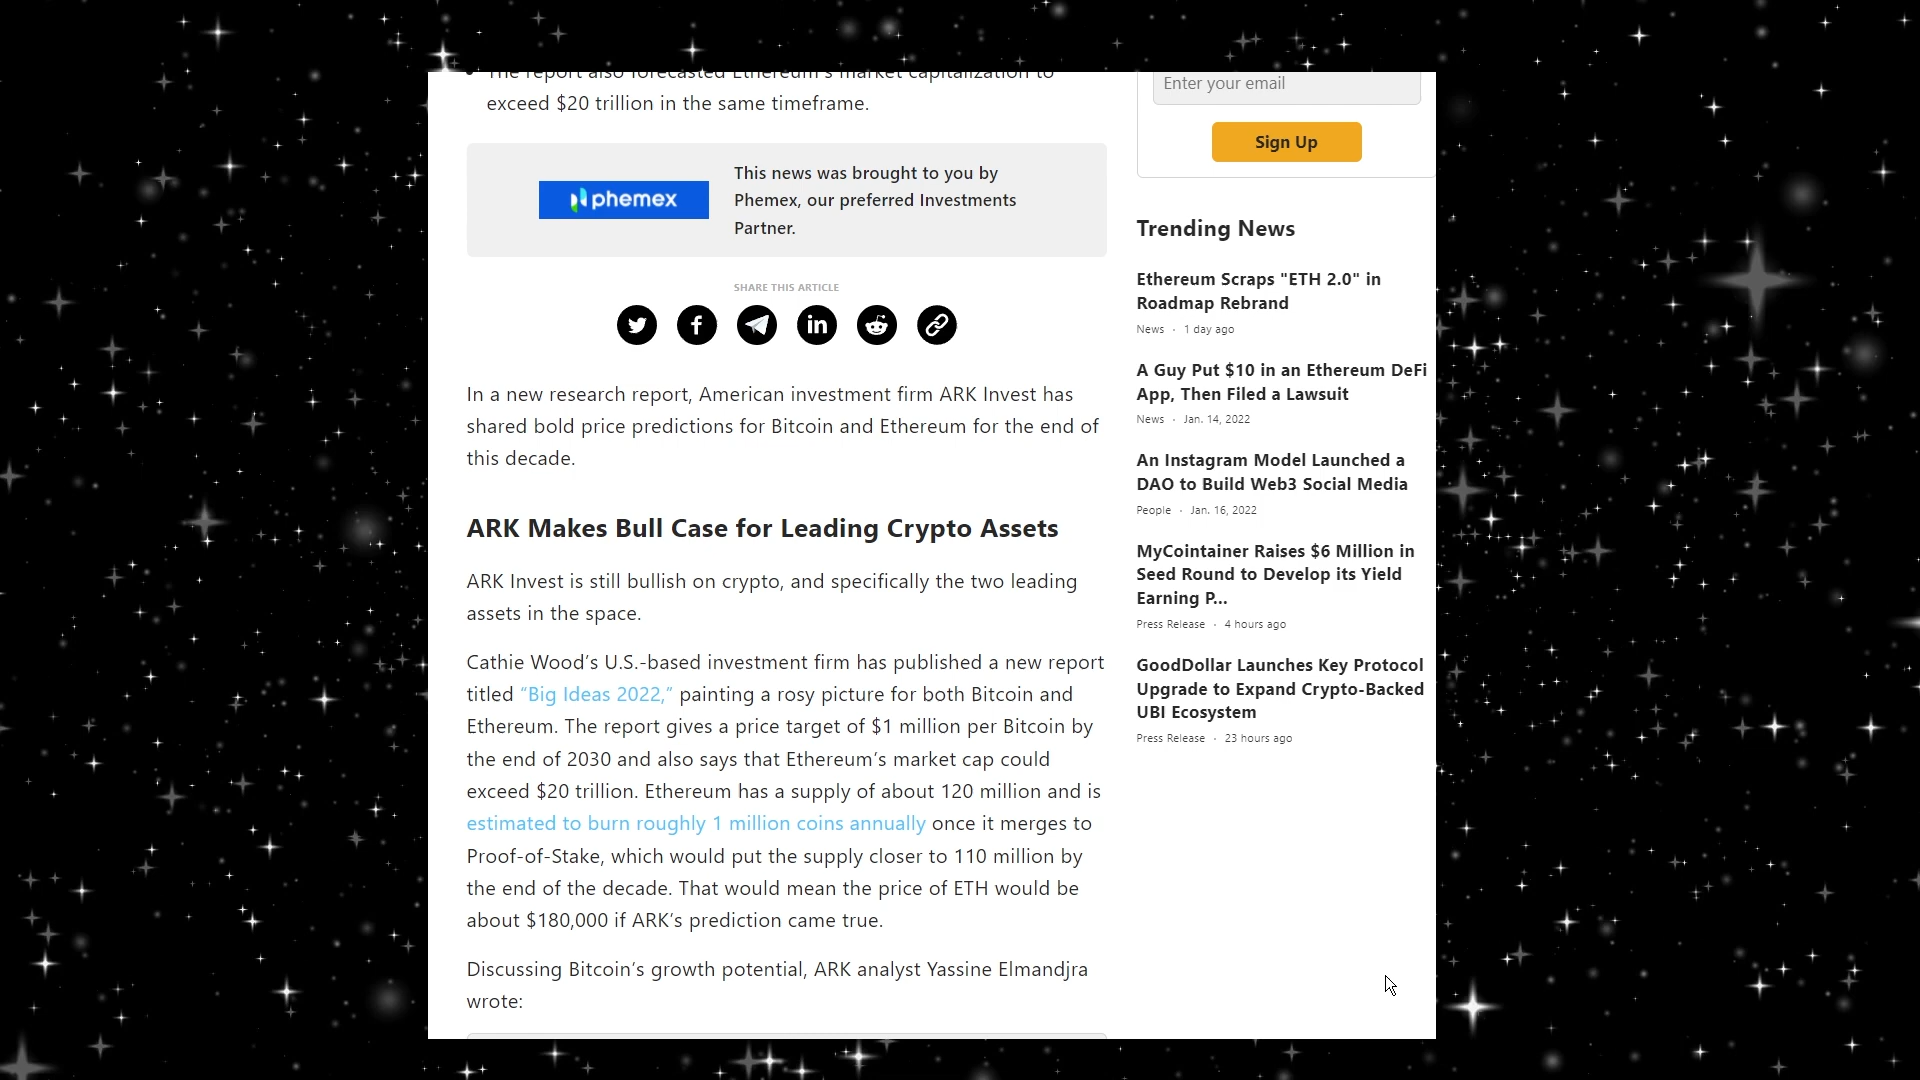 The report also forecasted Ethereum's market capitalization to
exceed $20 trillion in the same timeframe.
phemex
This news was brought to you by
Phemex, our preferred Investments
Partner.
SHARE THIS ARTICLE
In a new research report, American investment firm ARK Invest has
shared bold price predictions for Bitcoin and Ethereum for the end of
this decade.
ARK Makes Bull Case for Leading Crypto Assets
ARK Invest is still bullish on crypto, and specifically the two leading
assets in the space.
Cathie Wood’s U.S.-based investment firm has published a new report
titled “Big Ideas 2022,” painting a rosy picture for both Bitcoin and
Ethereum. The report gives a price target of $1 million per Bitcoin by
the end of 2030 and also says that Ethereum’s market cap could
exceed $20 trillion. Ethereum has a supply of about 120 million and is
estimated to burn roughly 1 million coins annually once it merges to
Proof-of-Stake, which would put the supply closer to 110 million by
the end of the decade. That would mean the price of ETH would be
about $180,000 if ARK’s prediction came true.
Discussing Bitcoin’s growth potential, ARK analyst Yassine Elmandjra
wrote:
Enter your email
Sign Up
Trending News
Ethereum Scraps "ETH 2.0" in
Roadmap Rebrand
News · 1 day ago
A Guy Put $10 in an Ethereum DeFi
App, Then Filed a Lawsuit
News · Jan. 14, 2022
An Instagram Model Launched a
DAO to Build Web3 Social Media
People · Jan. 16, 2022
MyCointainer Raises $6 Million in
Seed Round to Develop its Yield
Earning P...
Press Release · 4 hours ago
GoodDollar Launches Key Protocol
Upgrade to Expand Crypto-Backed
UBI Ecosystem
Press Release · 23 hours ago